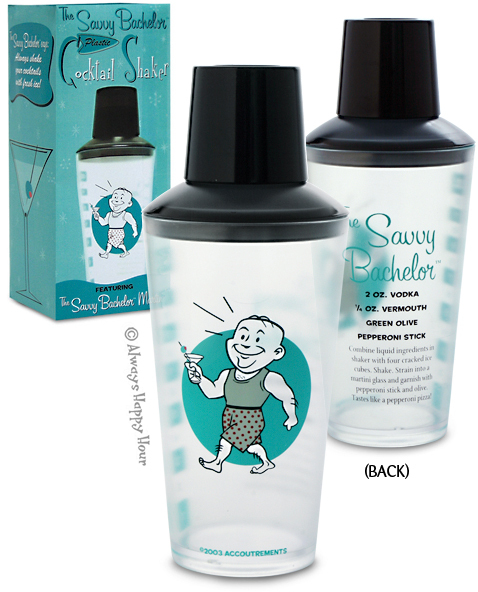 The Savvy Bachelor™
Plastic
Cocktail Shaker
The Savvy Bachelor says:
Always shake
your cocktails
with fresh ice!
FEATURING
The Savvy Bachelor™
© Always Happy Hour
©2003 ACCOUTREMENTS
The
Savvy
Bachelor™
2 OZ. VODKA
OZ. VERMOUTH
GREEN OLIVE
PEPPERONI STICK
Combine liquid ingredients in
shaker with four cracked ice
cubes. Shake. Strain into a
martini glass and garnish with
pepperoni stick and olive.
Tastes like a pepperoni pizza!
(BACK)